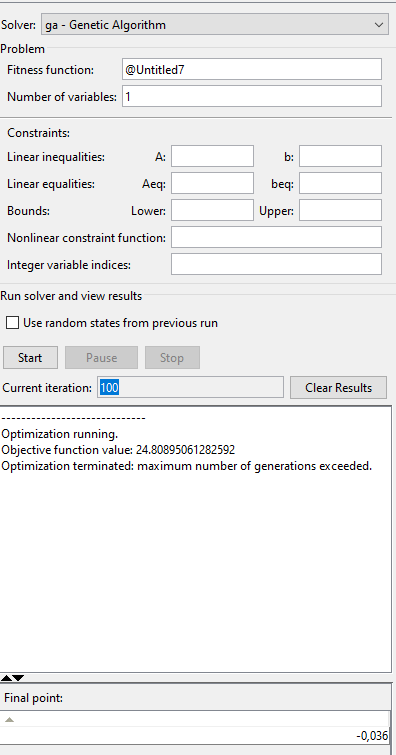 Solver: ga - Genetic Algorithm
Problem
Fitness function: @Untitled7
Number of variables: 1
Constraints:
Linear inequalities: A: b:
Linear equalities: Aeq: beq:
Bounds: Lower: Upper:
Nonlinear constraint function:
Integer variable indices:
Run solver and view results
Use random states from previous run
Start Pause Stop
Current iteration: 100 Clear Results
-----------------------------
Optimization running.
Objective function value: 24.80895061282592
Optimization terminated: maximum number of generations exceeded.
Final point:
-0,036